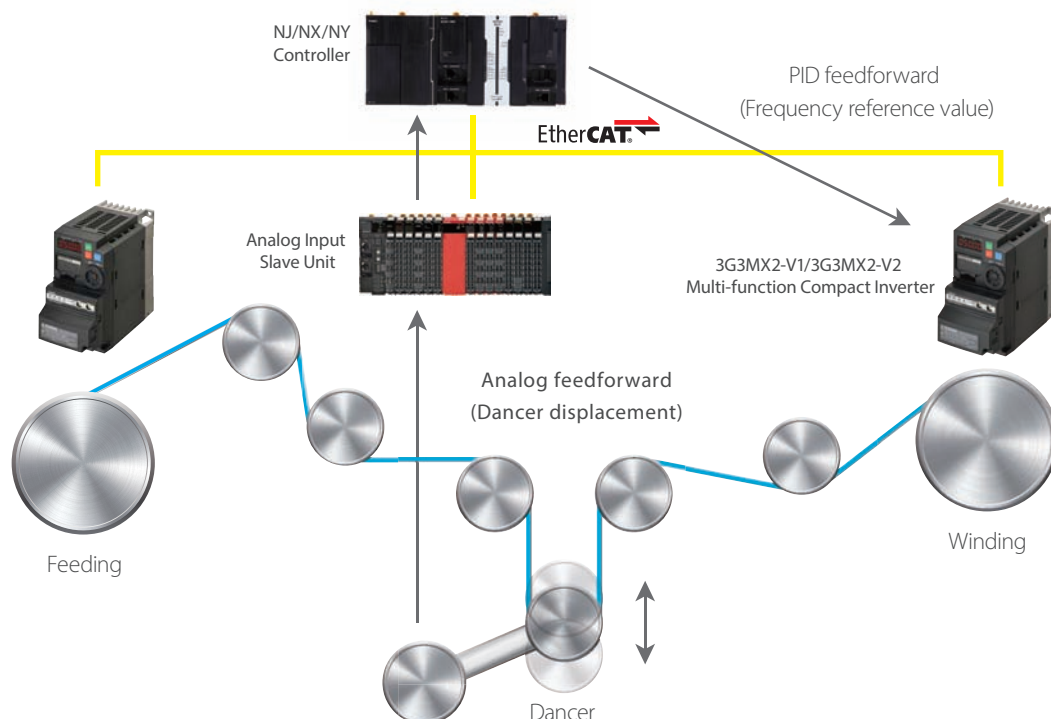 NJ/NX/NY
Controller
PID feedforward
(Frequency reference value)
EtherCAT®
Analog Input
Slave Unit
3G3MX2-V1/3G3MX2-V2
Multi-function Compact Inverter
Analog feedforward
(Dancer displacement)
Feeding
Winding
Dancer